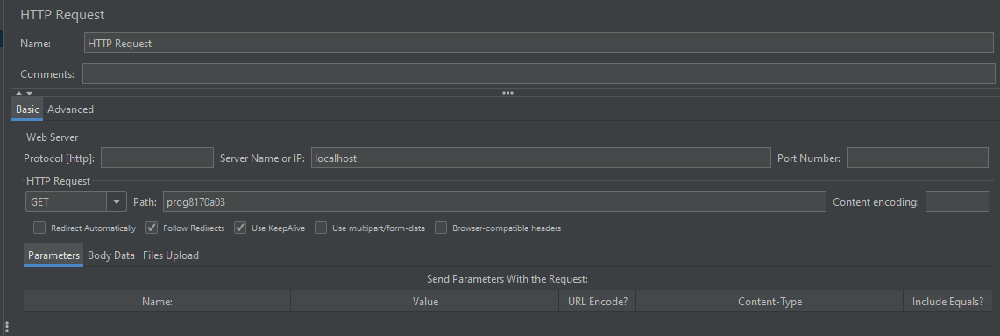 HTTP Request
Name: HTTP Request
Comments:
Basic Advanced
Web Server
Protocol [http]: Server Name or IP: localhost Port Number:
HTTP Request
GET Path: prog8170a03 Content encoding:
Redirect Automatically Follow Redirects Use KeepAlive Use multipart/form-data Browser-compatible headers
Parameters Body Data Files Upload
Send Parameters With the Request:
Name: Value URL Encode? Content-Type Include Equals?